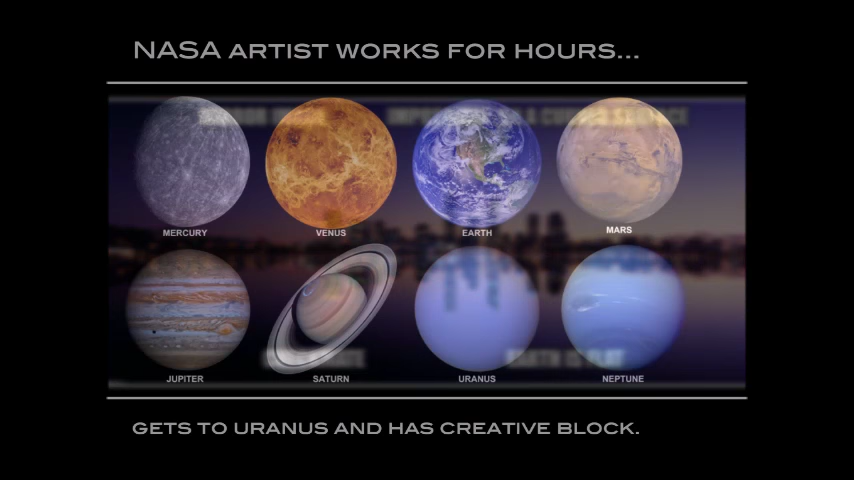 NASA ARTIST WORKS FOR HOURS...
MERCURY VENUS EARTH MARS
JUPITER SATURN URANUS NEPTUNE
GETS TO URANUS AND HAS CREATIVE BLOCK.